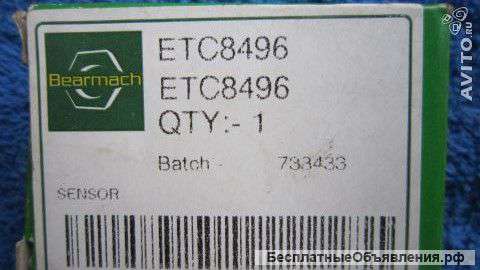 Bearmach
ETC8496
ETC8496
QTY:- 1
Batch - 733433
SENSOR
AVITO.ru
БесплатныеОбъявления.рф